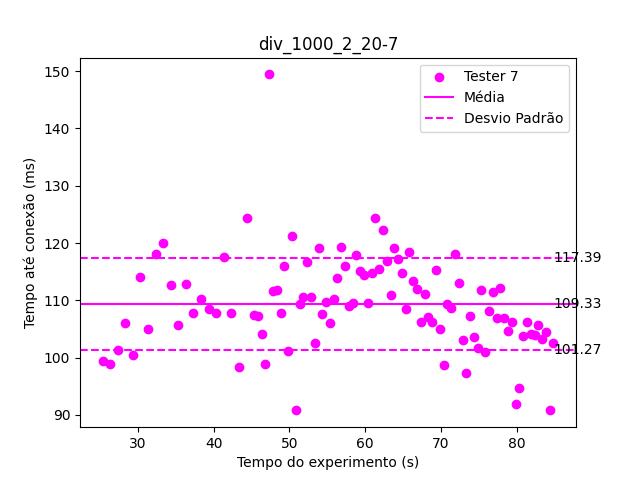 div_1000_2_20-7
Tempo até conexão (ms)
150
140
130
120
110
100
90
Tester 7
Média
Desvio Padrão
117.39
109.33
101.27
30 40 50 60 70 80
Tempo do experimento (s)